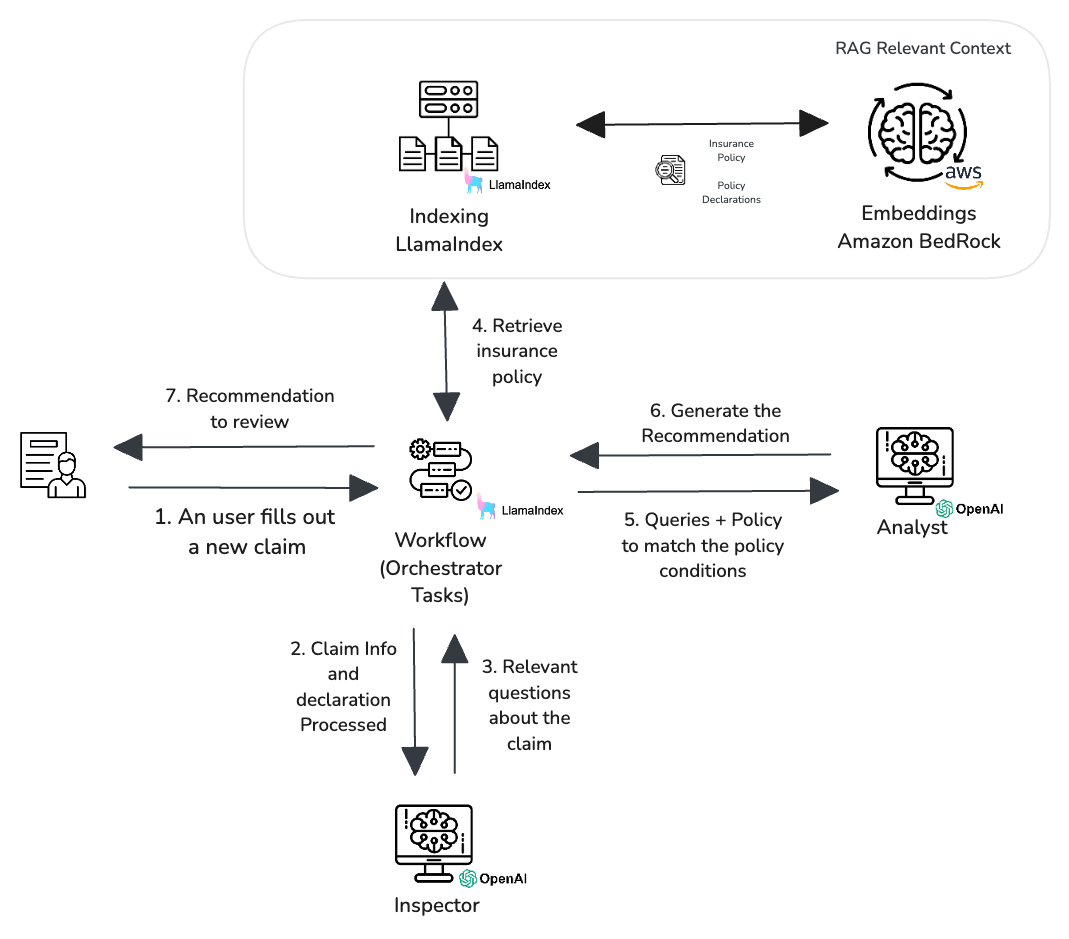 RAG Relevant Context
aws
LlamaIndex
Insurance
Policy
Policy
Declarations
Indexing
LlamaIndex
Embeddings
Amazon BedRock
4. Retrieve
insurance
policy
7. Recommendation
to review
6. Generate the
Recommendation
1. An user fills out
a new claim
LlamaIndex
Workflow
(Orchestrator
Tasks)
5. Queries + Policy
to match the policy
conditions
OpenAI
Analyst
2. Claim Info
and
declaration
Processed
3. Relevant
questions
about the
claim
OpenAI
Inspector